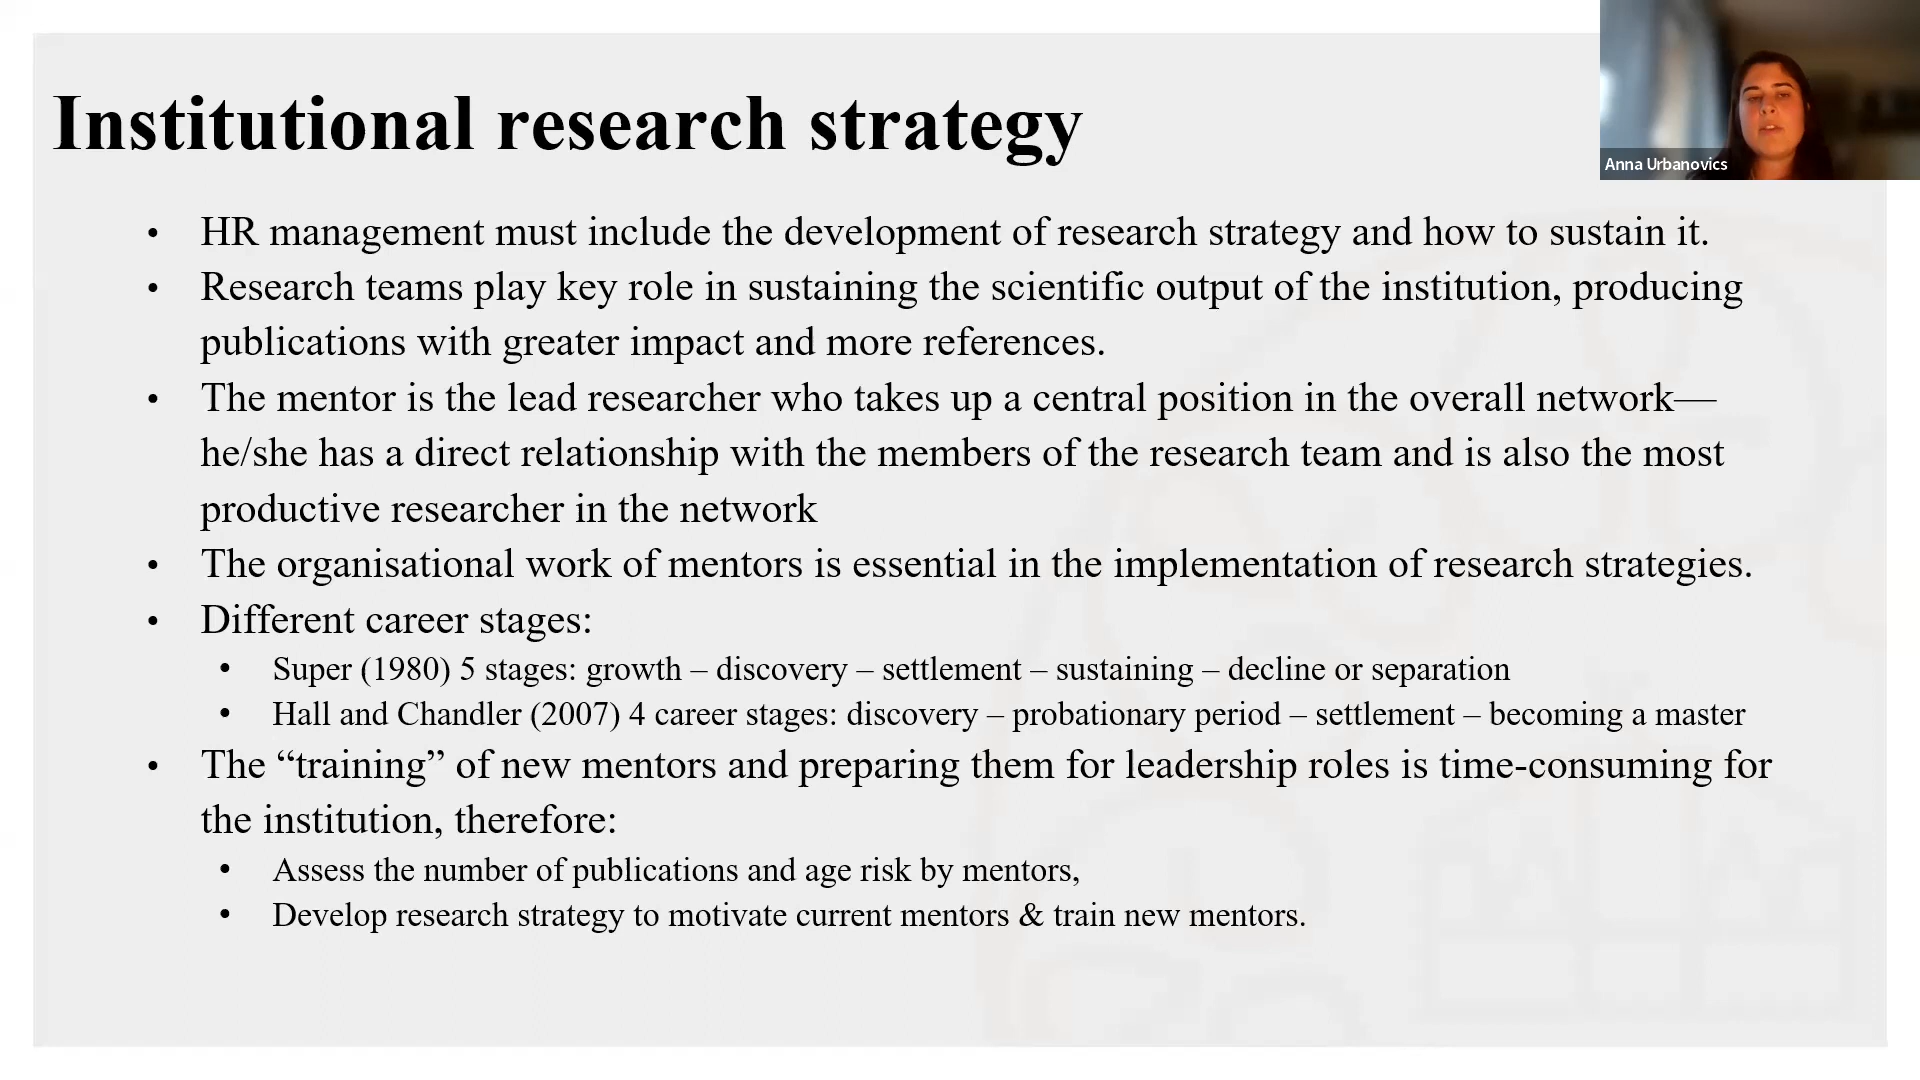 Institutional research strategy
Anna Urbanovics
• HR management must include the development of research strategy and how to sustain it.
• Research teams play key role in sustaining the scientific output of the institution, producing
publications with greater impact and more references.
• The mentor is the lead researcher who takes up a central position in the overall network—
he/she has a direct relationship with the members of the research team and is also the most
productive researcher in the network
• The organisational work of mentors is essential in the implementation of research strategies.
• Different career stages:
• Super (1980) 5 stages: growth – discovery – settlement – sustaining – decline or separation
• Hall and Chandler (2007) 4 career stages: discovery – probationary period – settlement – becoming a master
• The “training” of new mentors and preparing them for leadership roles is time-consuming for
the institution, therefore:
• Assess the number of publications and age risk by mentors,
• Develop research strategy to motivate current mentors & train new mentors.